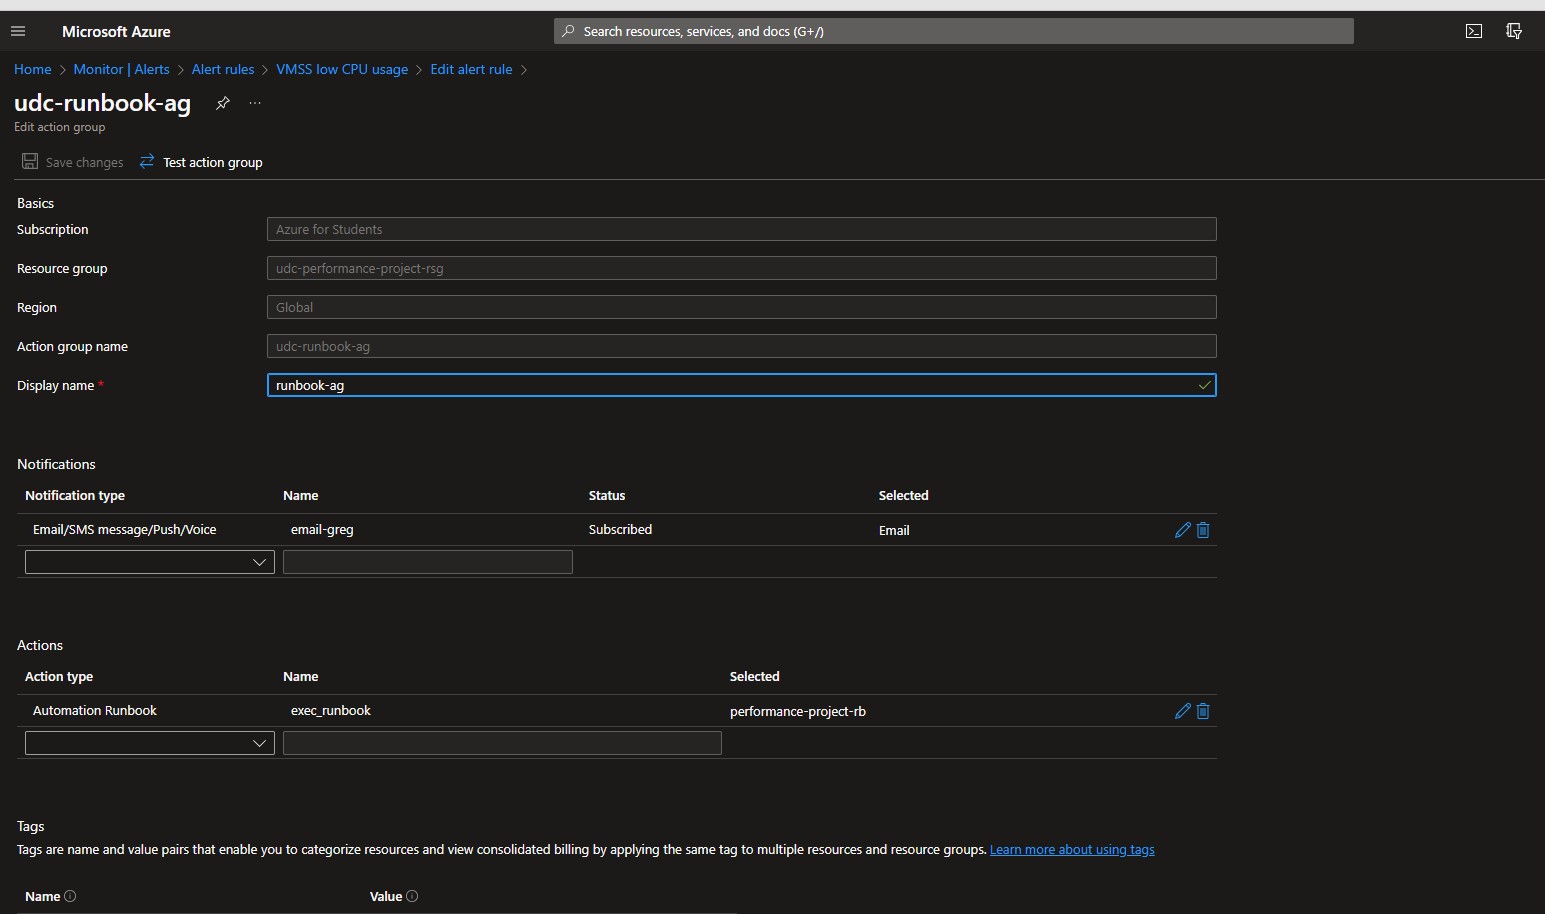 Microsoft Azure
Search resources, services, and docs (G+/)
Home > Monitor | Alerts > Alert rules > VMSS low CPU usage > Edit alert rule >
udc-runbook-ag
...
Edit action group
Save changes Test action group
Basics
Subscription Azure for Students
Resource group udc-performance-project-rsg
Region Global
Action group name udc-runbook-ag
Display name * runbook-ag
Notifications
Notification type Name Status Selected
Email/SMS message/Push/Voice email-greg Subscribed Email
Actions
Action type Name Selected
Automation Runbook exec_runbook performance-project-rb
Tags
Tags are name and value pairs that enable you to categorize resources and view consolidated billing by applying the same tag to multiple resources and resource groups. Learn more about using tags
Name Value